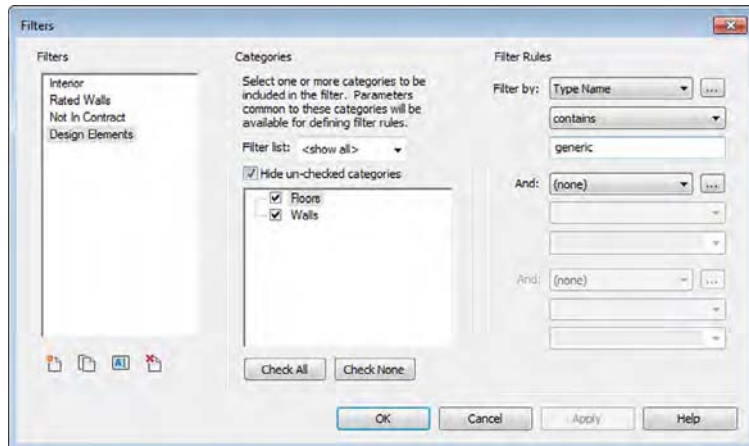 Filters
Filters
Interior
Rated Walls
Not In Contract
Design Elements
Categories
Select one or more categories to be
included in the filter. Parameters
common to these categories will be
available for defining filter rules.
Filter list: <show all>
Hide un-checked categories
Floors
Walls
Check All Check None
Filter Rules
Filter by: Type Name ...
contains
generic
And: (none) ...
And: (none) ...
OK Cancel Apply Help